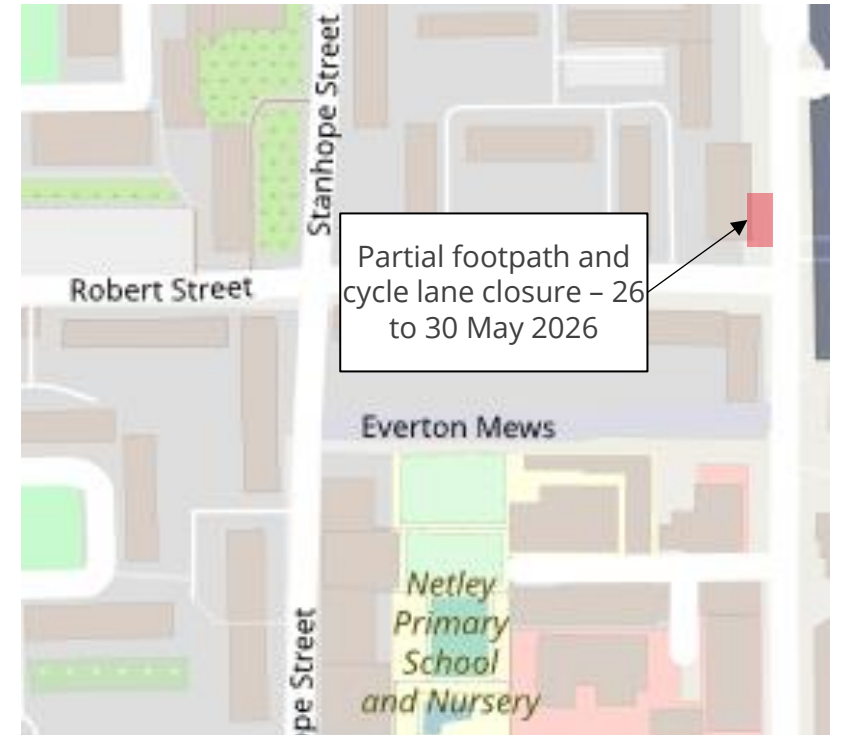 Stanhope Street
Partial footpath and
cycle lane closure – 26
to 30 May 2026
Robert Street
Everton Mews
Netley
Primary
School
and Nursery
ope Street